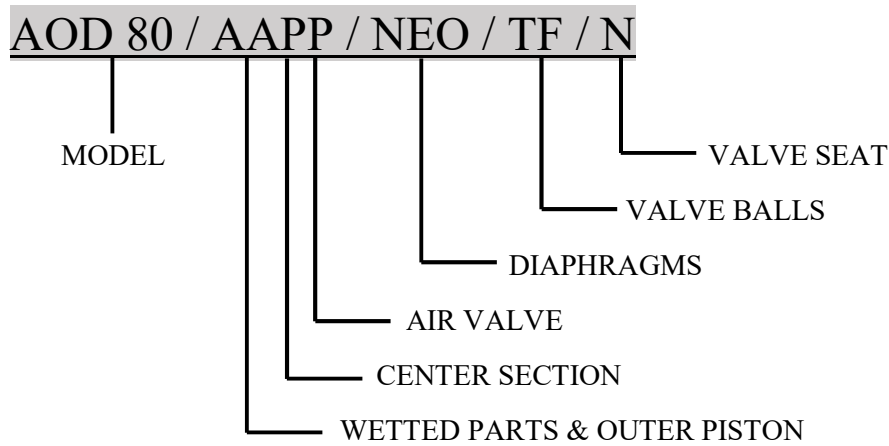 AOD 80 / AAPP / NEO / TF / N
MODEL
VALVE SEAT
VALVE BALLS
DIAPHRAGMS
AIR VALVE
CENTER SECTION
WETTED PARTS & OUTER PISTON